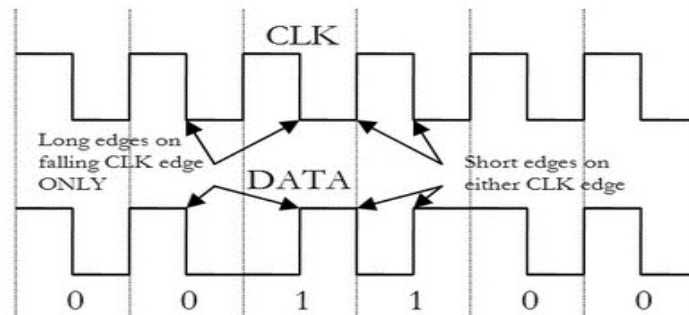 CLK
Long edges on
falling CLK edge
ONLY
Short edges on
either CLK edge
DATA
0 0 1 1 0 0